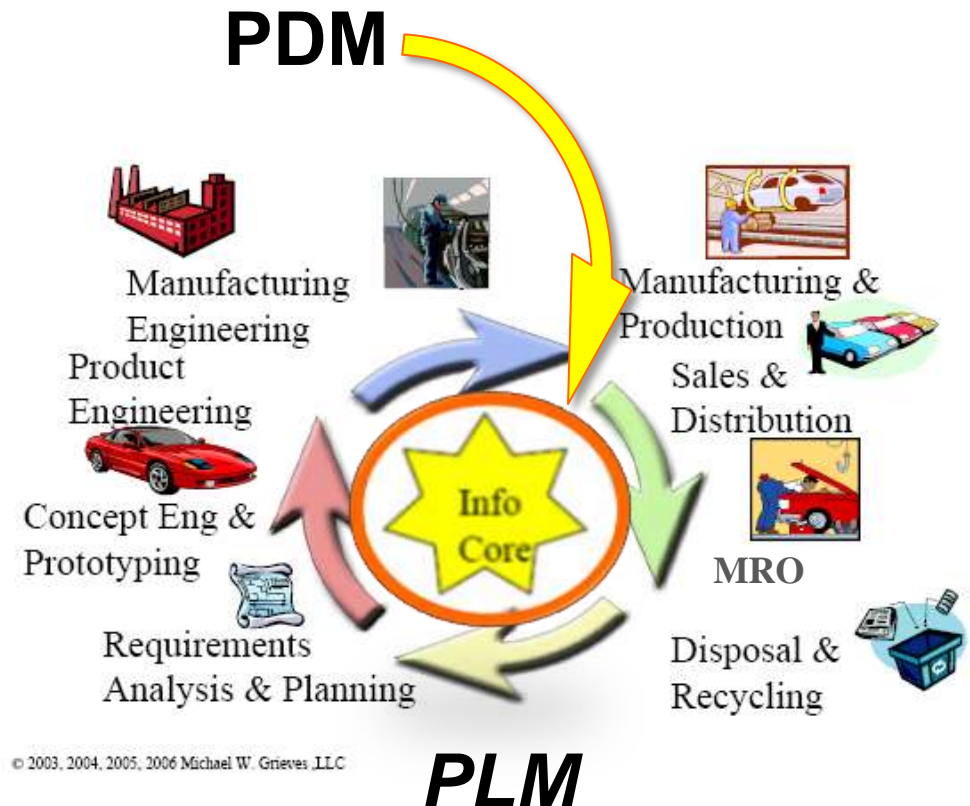 PDM
Manufacturing
Engineering
Product
Engineering
Concept Eng &
Prototyping
Requirements
Analysis & Planning
Info
Core
Manufacturing &
Production
Sales &
Distribution
MRO
Disposal &
Recycling
© 2003, 2004, 2005, 2006 Michael W. Grieves ,LLC
PLM